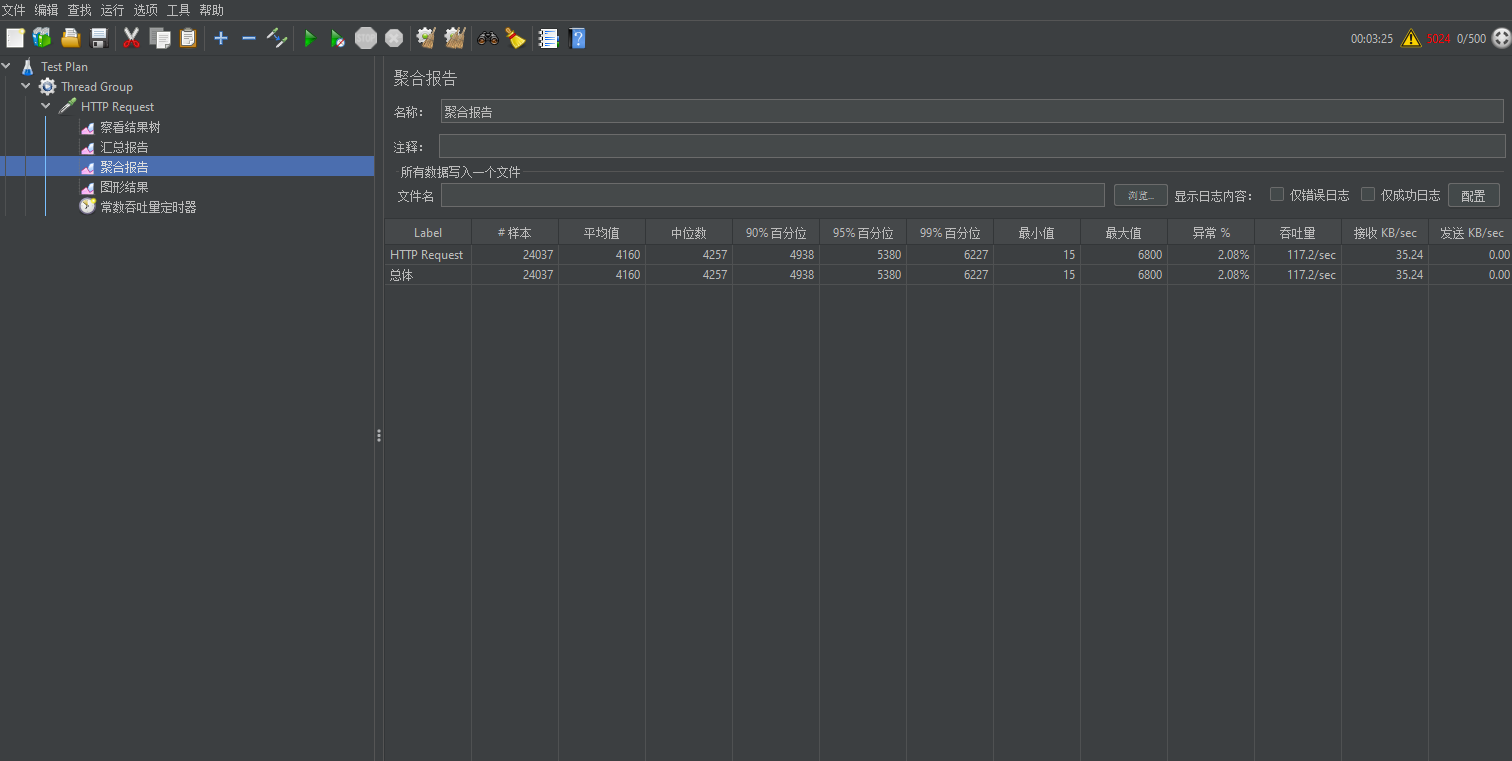 文件 编辑 查找 运行 选项 工具 帮助
STOP 00:03:25 5024 0/500
Test Plan
Thread Group
HTTP Request
察看结果树
汇总报告
聚合报告
图形结果
常数吞吐量定时器
聚合报告
名称： 聚合报告
注释：
所有数据写入一个文件
文件名 浏览... 显示日志内容： 仅错误日志 仅成功日志 配置
Label # 样本 平均值 中位数 90% 百分位 95% 百分位 99% 百分位 最小值 最大值 异常 % 吞吐量 接收 KB/sec 发送 KB/sec
HTTP Request 24037 4160 4257 4938 5380 6227 15 6800 2.08% 117.2/sec 35.24 0.00
总体 24037 4160 4257 4938 5380 6227 15 6800 2.08% 117.2/sec 35.24 0.00